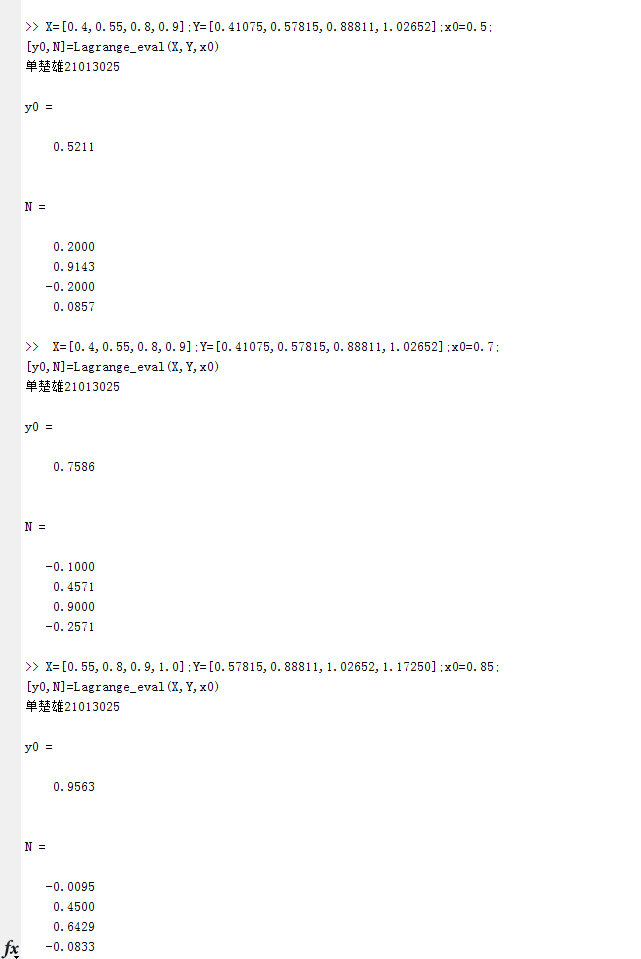 >> X=[0.4,0.55,0.8,0.9];Y=[0.41075,0.57815,0.88811,1.02652];x0=0.5;
[y0,N]=Lagrange_eval(X,Y,x0)
单楚雄21013025
y0 =
0.5211
N =
0.2000
0.9143
-0.2000
0.0857
>> X=[0.4,0.55,0.8,0.9];Y=[0.41075,0.57815,0.88811,1.02652];x0=0.7;
[y0,N]=Lagrange_eval(X,Y,x0)
单楚雄21013025
y0 =
0.7586
N =
-0.1000
0.4571
0.9000
-0.2571
>> X=[0.55,0.8,0.9,1.0];Y=[0.57815,0.88811,1.02652,1.17250];x0=0.85;
[y0,N]=Lagrange_eval(X,Y,x0)
单楚雄21013025
y0 =
0.9563
N =
-0.0095
0.4500
0.6429
-0.0833
fx